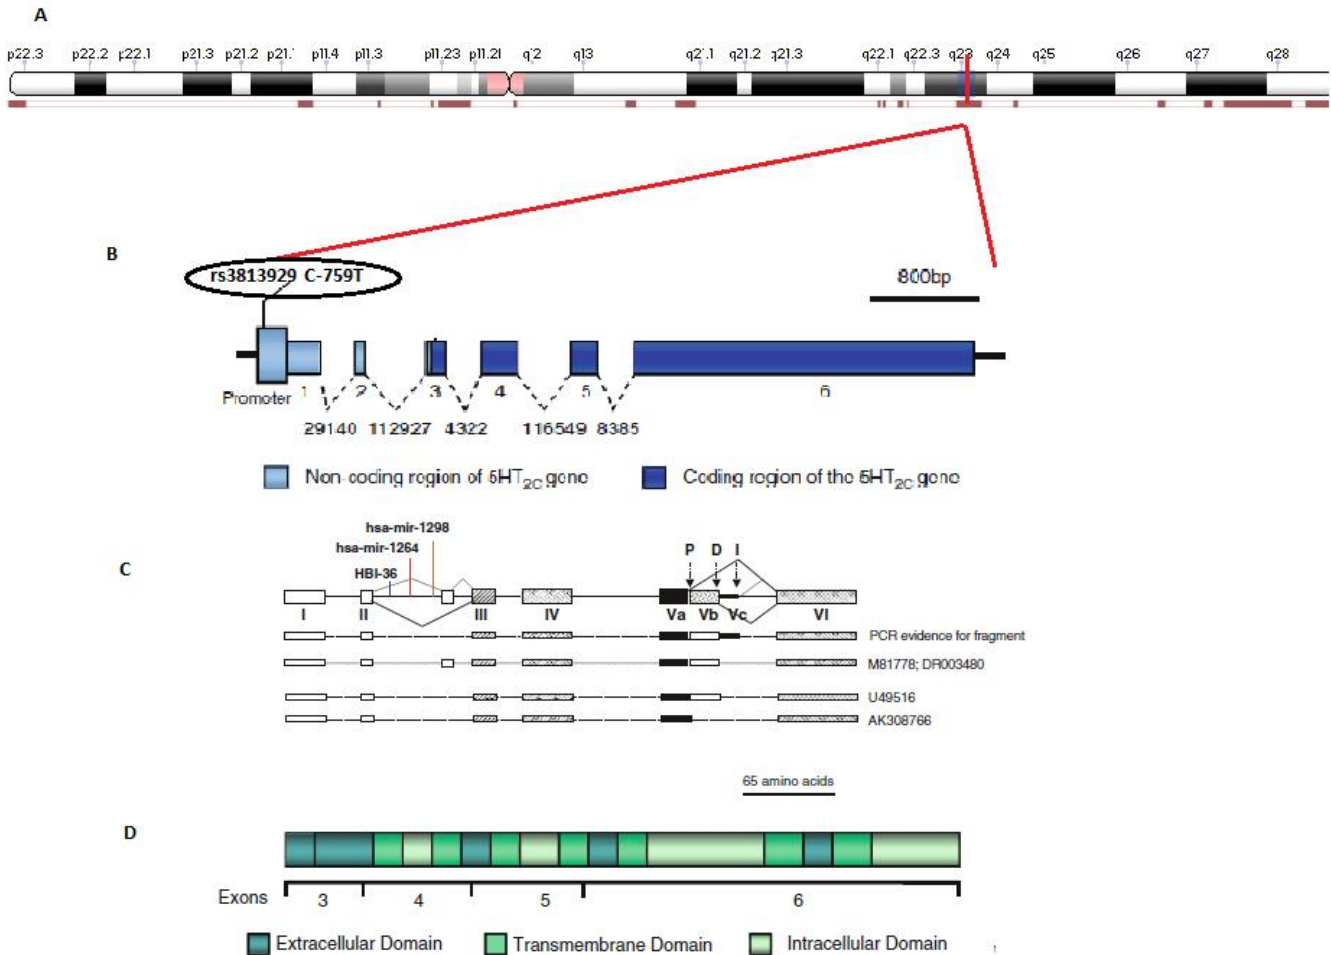 A
p22.3 p22.2 p22.1 p21.3 p21.2 p21. p11.4 p11.3 p11.23 p11.21 q12 q13 q21.1 q21.2 q21.3 q22.1 q22.3 q23 q24 q25 q26 q27 q28
B
rs3813929 C-759T
800bp
Promoter
1 2 3 4 5 6
29140 112927 4322 116549 8385
Non-coding region of 5HT2C gene
Coding region of the 5HT2C gene
C
hsa-mir-1298
hsa-mir-1264
HBI-36
P D I
I II III IV Va Vb Vc VI
PCR evidence for fragment
M81778; DR003480
U49516
AK308766
65 amino acids
D
Exons 3 4 5 6
Extracellular Domain
Transmembrane Domain
Intracellular Domain